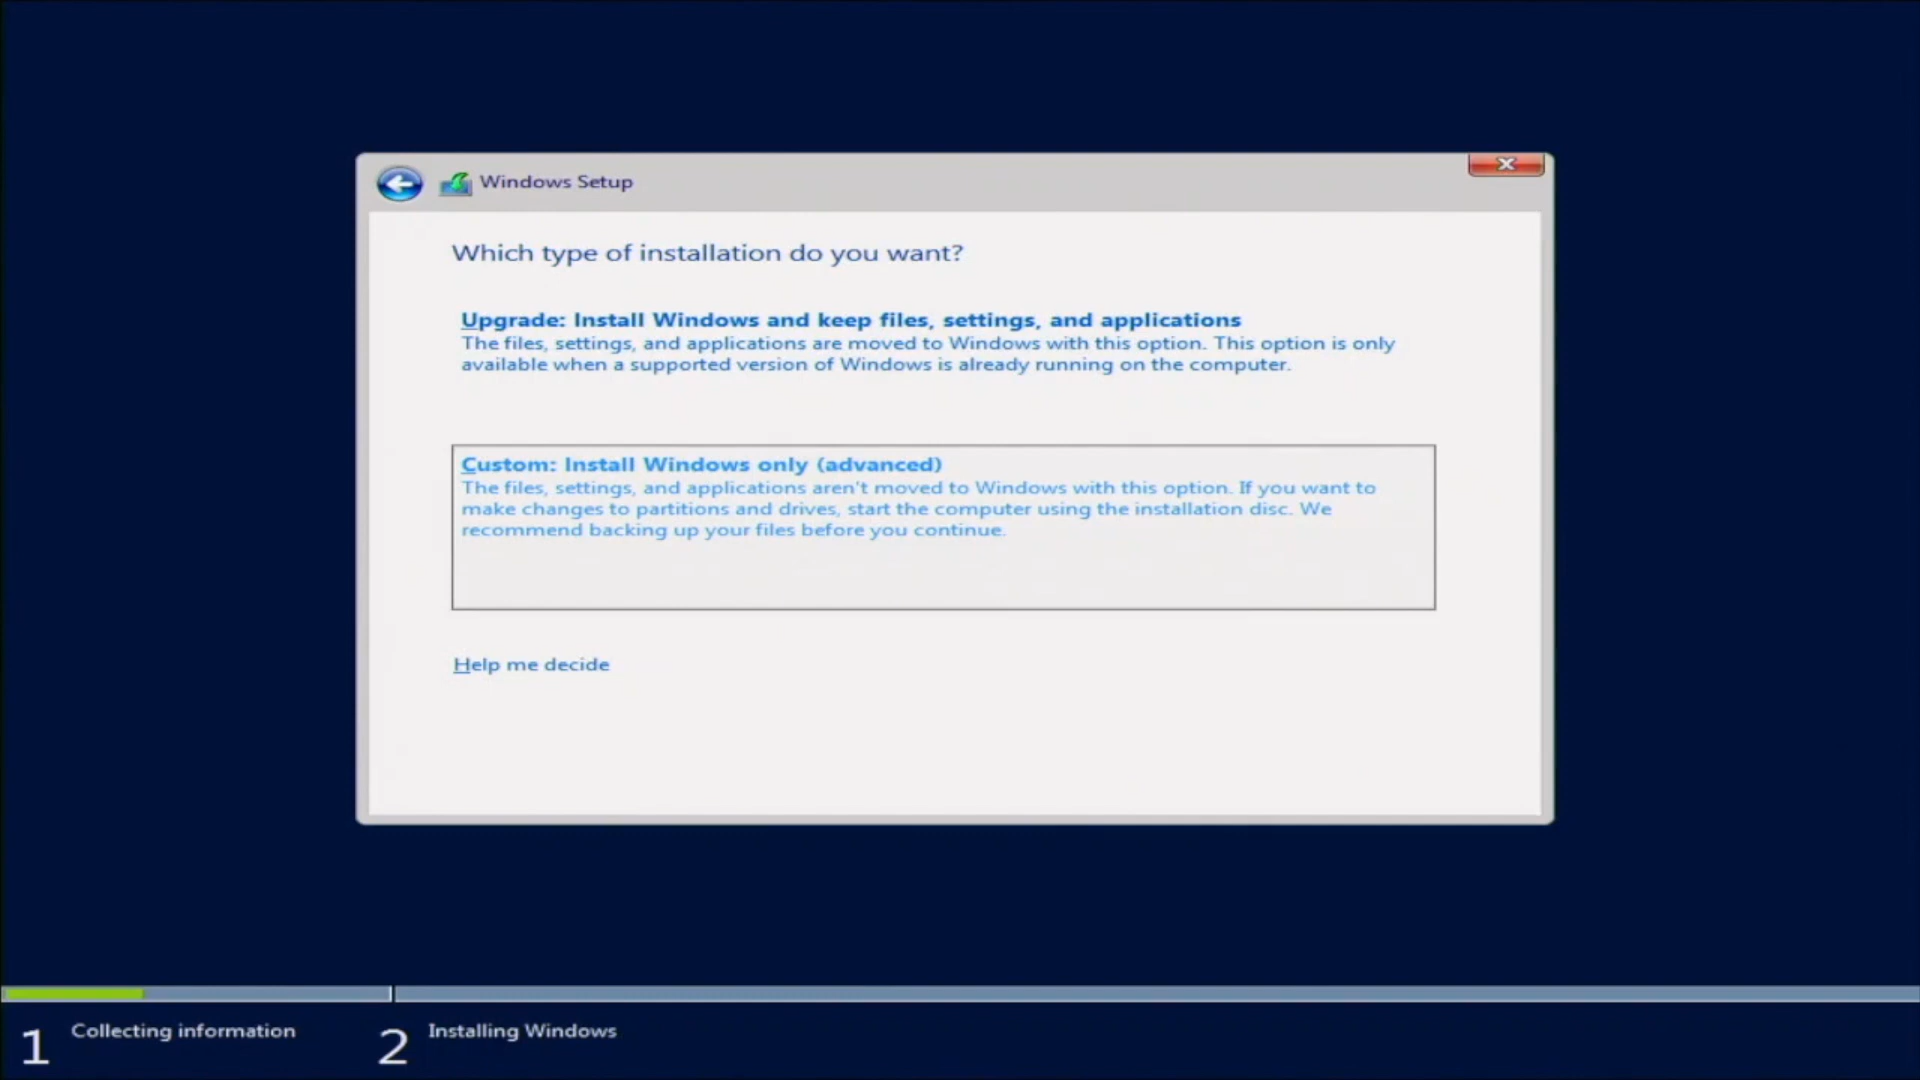 Windows Setup
Which type of installation do you want?
Upgrade: Install Windows and keep files, settings, and applications
The files, settings, and applications are moved to Windows with this option. This option is only
available when a supported version of Windows is already running on the computer.
Custom: Install Windows only (advanced)
The files, settings, and applications aren't moved to Windows with this option. If you want to
make changes to partitions and drives, start the computer using the installation disc. We
recommend backing up your files before you continue.
Help me decide
1 Collecting information
2 Installing Windows